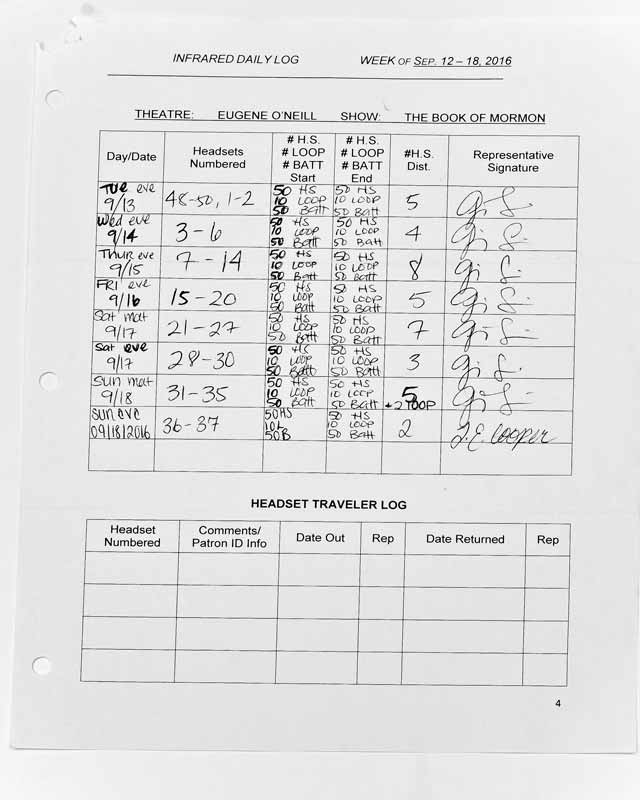 INFRARED DAILY LOG WEEK OF SEP. 12 – 18, 2016
THEATRE: EUGENE O'NEILL SHOW: THE BOOK OF MORMON
Day/Date
Headsets
Numbered
# H.S.
# LOOP
# BATT
Start
# H.S.
# LOOP
# BATT
End
#H.S.
Dist.
Representative
Signature
Tue eve
9/13
48-50, 1-2
50 HS
10 LOOP
50 Batt
50 HS
10 LOOP
50 Batt
5
Wed eve
9/14
3-6
50 HS
10 LOOP
50 Batt
50 HS
10 LOOP
50 Batt
4
Thur eve
9/15
7-14
50 HS
10 LOOP
50 Batt
50 HS
10 LOOP
50 Batt
8
FRI eve
9/16
15-20
50 HS
10 LOOP
50 Batt
50 HS
10 LOOP
50 Batt
5
Sat mat
9/17
21-27
50 HS
10 LOOP
50 Batt
50 HS
10 LOOP
50 Batt
7
Sat eve
9/17
28-30
50 HS
10 LOOP
50 Batt
50 HS
10 LOOP
50 Batt
3
Sun mat
9/18
31-35
50 HS
10 LOOP
50 Batt
50 HS
10 LOOP
50 Batt
5
+2 LOOP
Sun eve
09/18/2016
36-37
50HS
10L
50B
50 HS
10 LOOP
50 Batt
2
J.E. Cooper
HEADSET TRAVELER LOG
Headset
Numbered
Comments/
Patron ID Info
Date Out
Rep
Date Returned
Rep
4